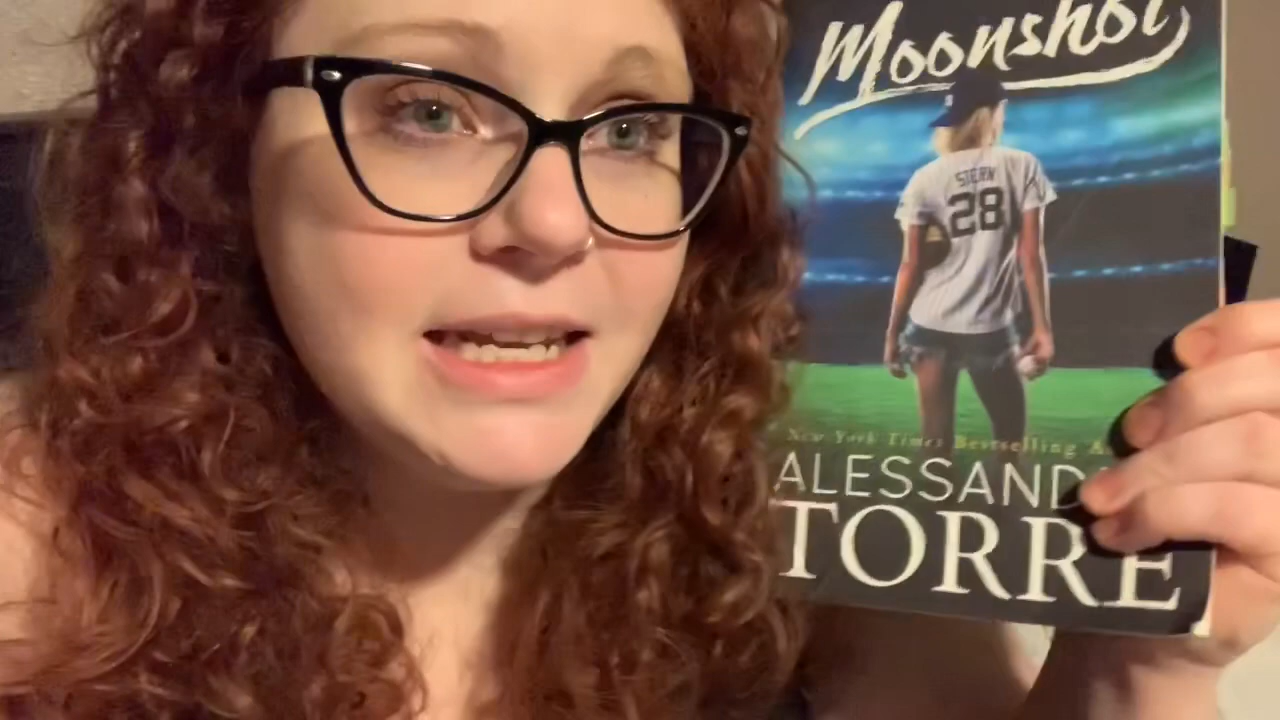 Moonshot
STERN
28
New York Times Bestselling
ALESSAND
TORRE